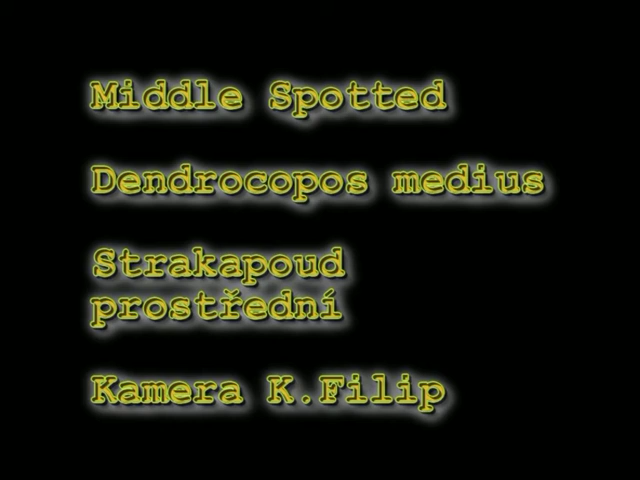 Middle Spotted
Dendrocopos medius
Strakapoud
prostřední
Kamera K.Filip